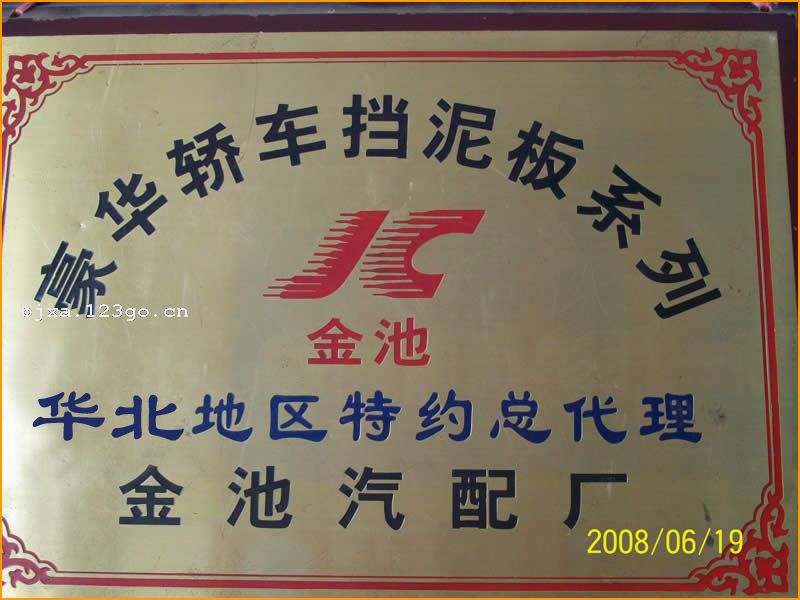 豪华轿车挡泥板系列
JC
bjxa.123go.cn
金池
华北地区特约总代理
金池汽配厂
2008/06/19